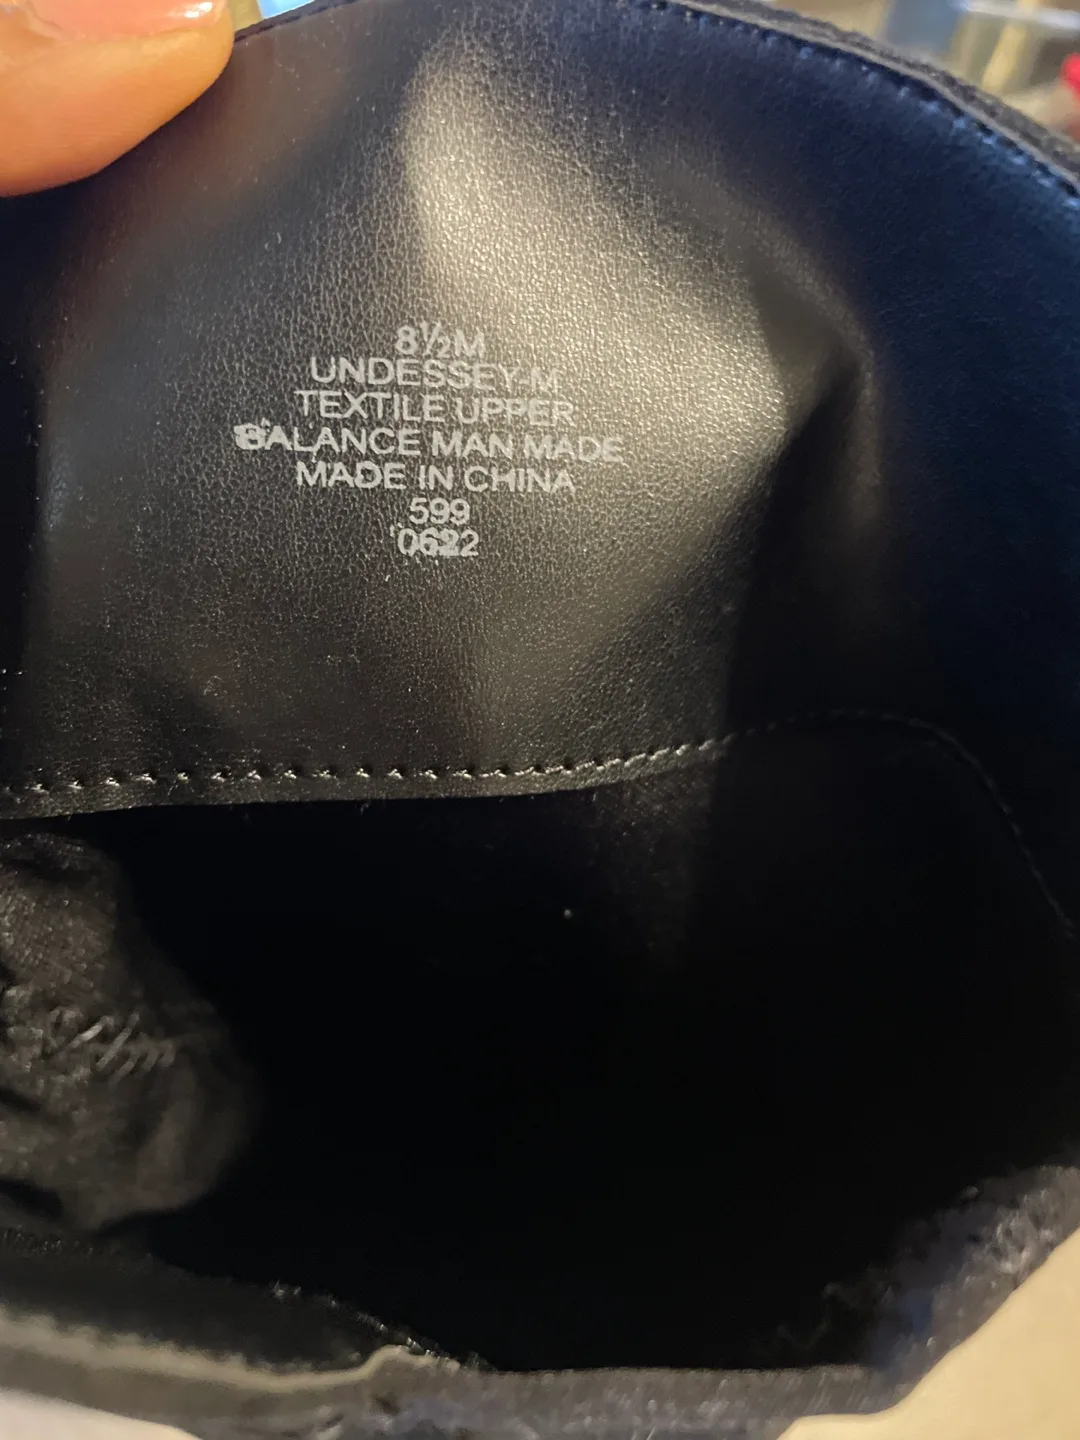 8½M
UNDESSEY-M
TEXTILE UPPER
BALANCE MAN MADE
MADE IN CHINA
599
0622